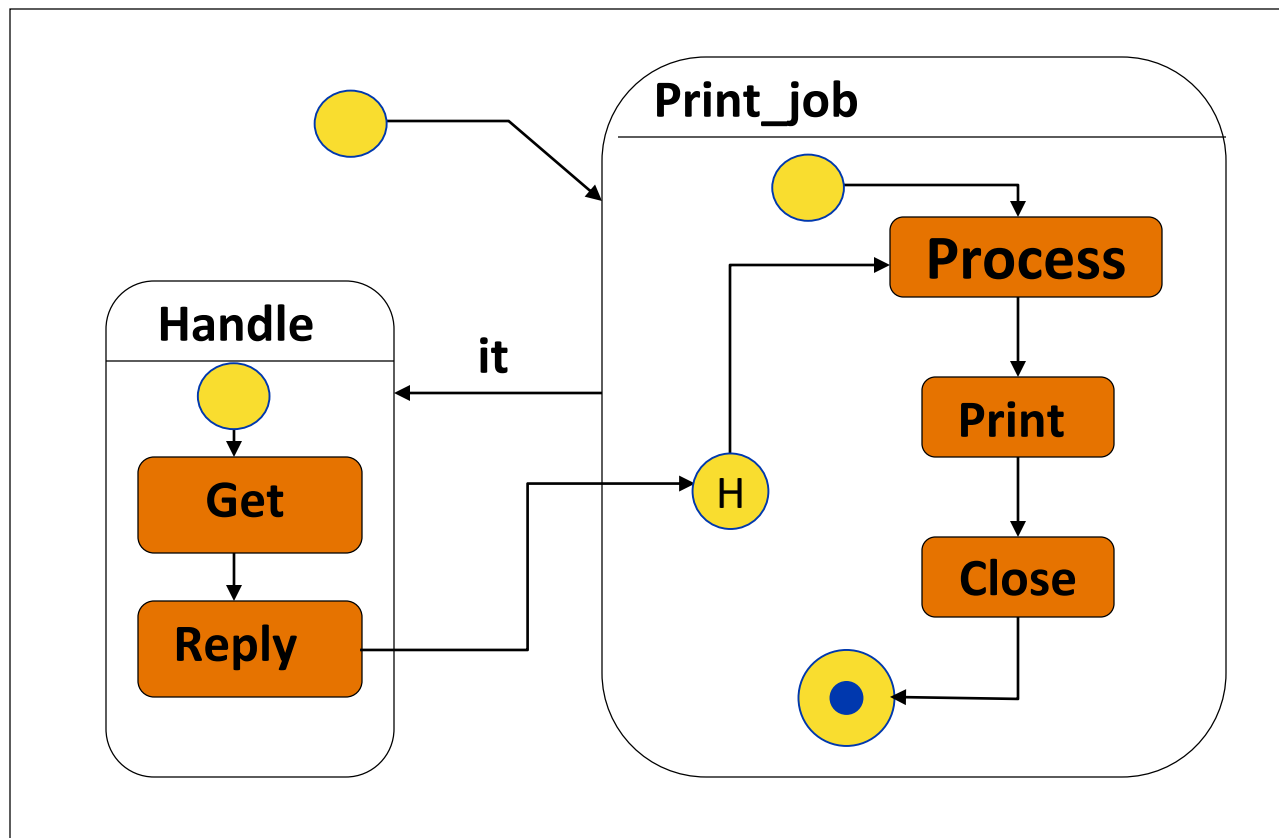 Print_job
Process
Handle
it
Print
Get
H
Close
Reply